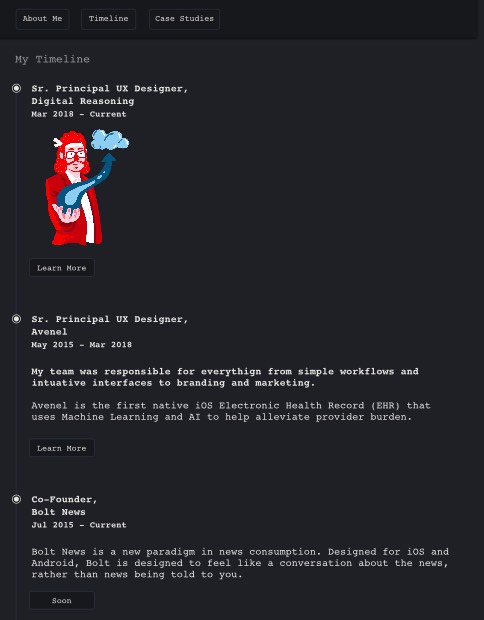 About Me
Timeline
Case Studies
My Timeline
Sr. Principal UX Designer,
Digital Reasoning
Mar 2018 - Current
Learn More
Sr. Principal UX Designer,
Avenel
May 2015 - Mar 2018
My team was responsible for everythign from simple workflows and
intuative interfaces to branding and marketing.
Avenel is the first native iOS Electronic Health Record (EHR) that
uses Machine Learning and AI to help alleviate provider burden.
Learn More
Co-Founder,
Bolt News
Jul 2015 - Current
Bolt News is a new paradigm in news consumption. Designed for iOS and
Android, Bolt is designed to feel like a conversation about the news,
rather than news being told to you.
Soon